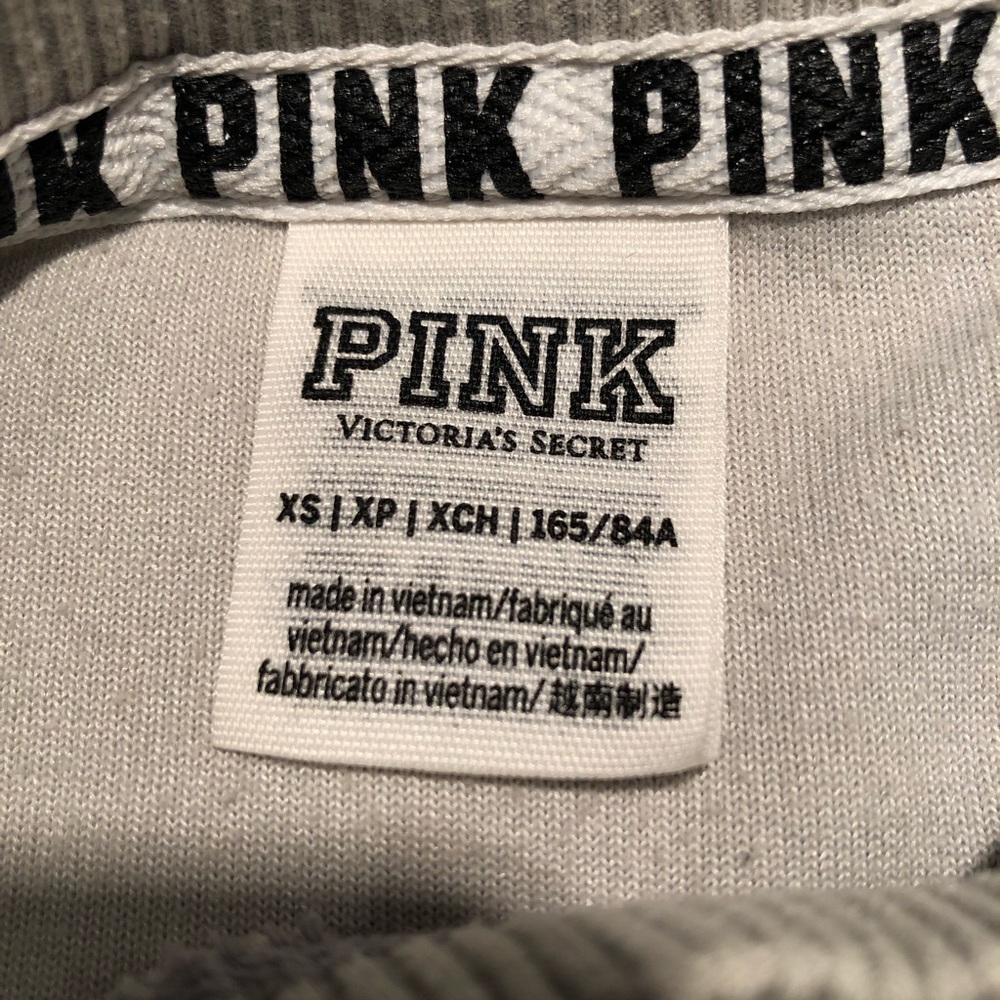 K PINK PINK
PINK
VICTORIA'S SECRET
XS | XP | XCH | 165/84A
made in vietnam/fabriqué au
vietnam/hecho en vietnam/
fabbricato in vietnam/越南制造